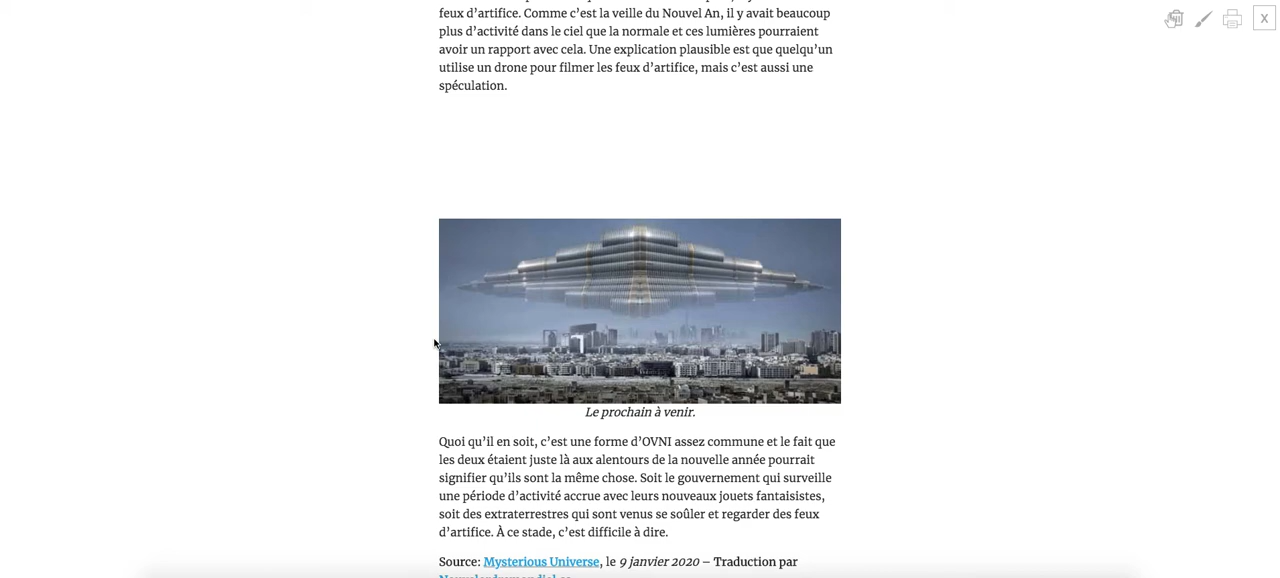 feux d’artifice. Comme c’est la veille du Nouvel An, il y avait beaucoup
plus d’activité dans le ciel que la normale et ces lumières pourraient
avoir un rapport avec cela. Une explication plausible est que quelqu’un
utilise un drone pour filmer les feux d’artifice, mais c’est aussi une
spéculation.
X
Le prochain à venir.
Quoi qu’il en soit, c’est une forme d’OVNI assez commune et le fait que
les deux étaient juste là aux alentours de la nouvelle année pourrait
signifier qu’ils sont la même chose. Soit le gouvernement qui surveille
une période d’activité accrue avec leurs nouveaux jouets fantaisistes,
soit des extraterrestres qui sont venus se soûler et regarder des feux
d’artifice. À ce stade, c’est difficile à dire.
Source: Mysterious Universe, le 9 janvier 2020 – Traduction par